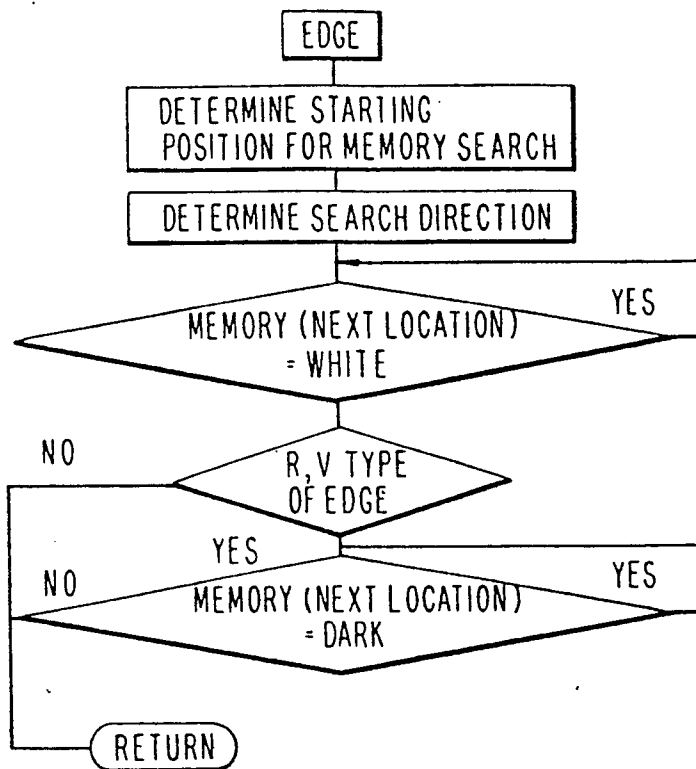 EDGE
DETERMINE STARTING
POSITION FOR MEMORY SEARCH
DETERMINE SEARCH DIRECTION
YES
MEMORY (NEXT LOCATION)
= WHITE
NO
R, V TYPE
OF EDGE
YES
NO
YES
MEMORY (NEXT LOCATION)
= DARK
RETURN